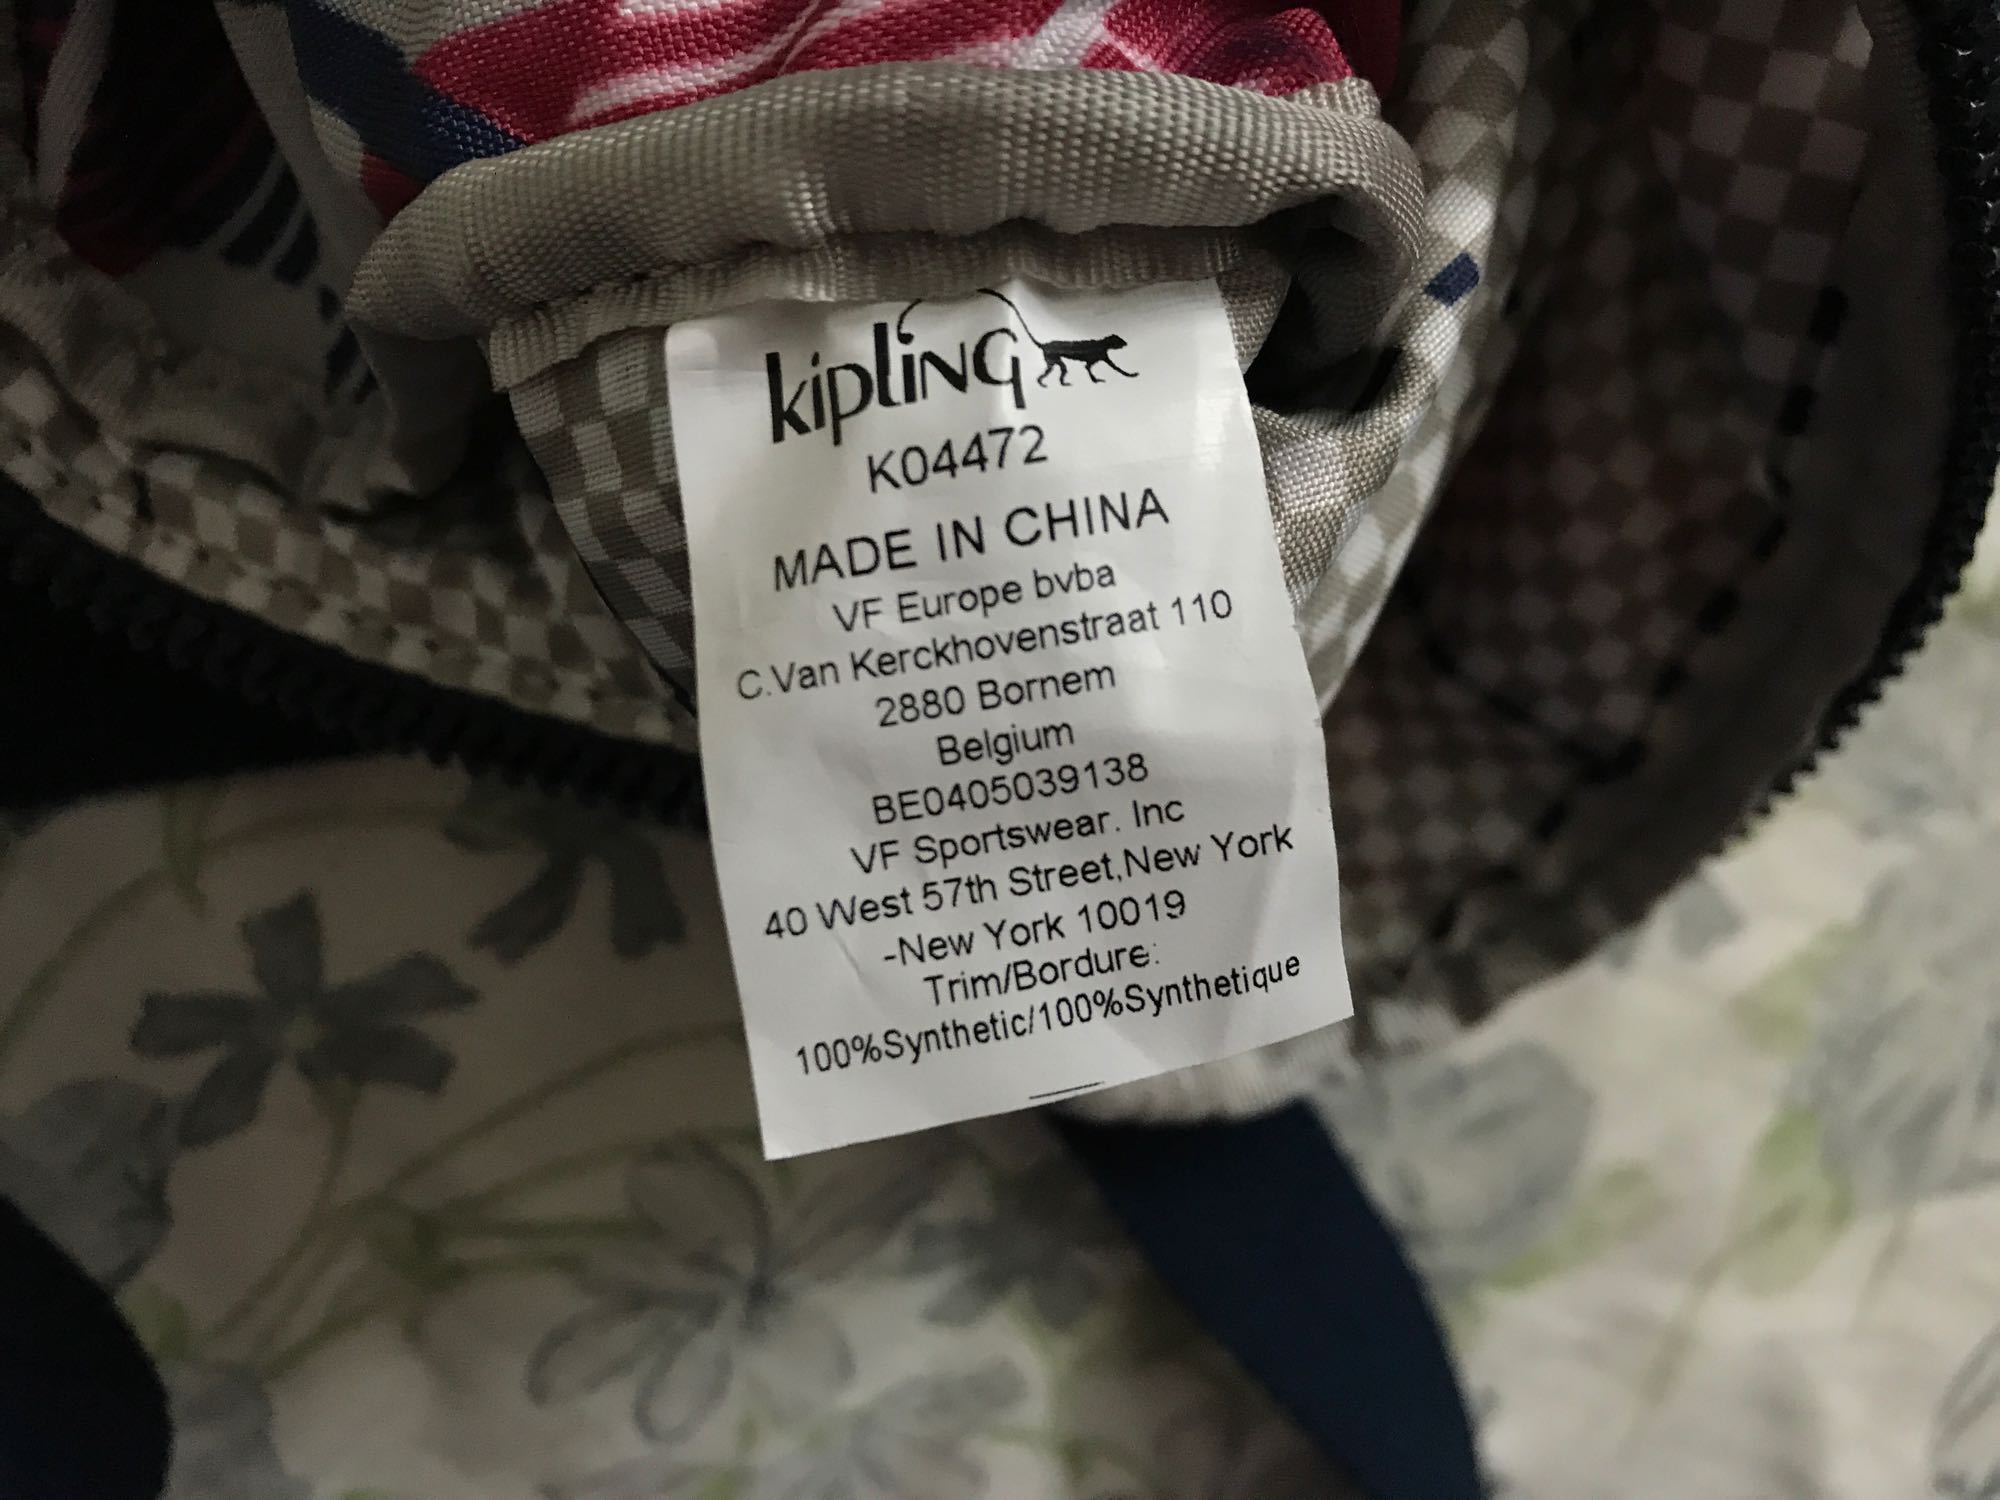 kipling
K04472
MADE IN CHINA
VF Europe bvba
C.Van Kerckhovenstraat 110
2880 Bornem
Belgium
BE0405039138
VF Sportswear. Inc
40 West 57th Street,New York
-New York 10019
Trim/Bordure:
100%Synthetic/100%Synthetique